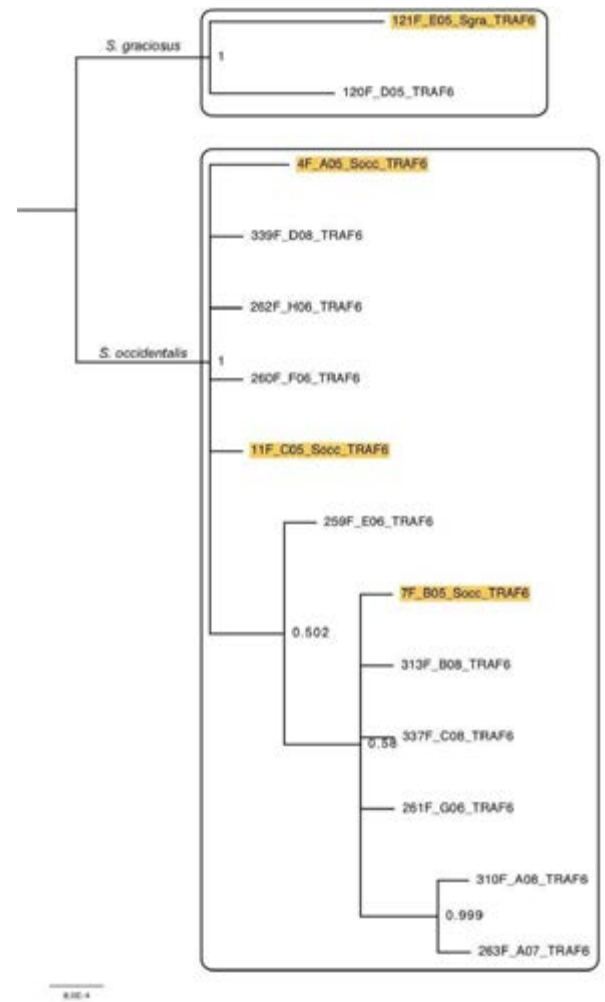 121F_E05_Sgra_TRAF6
S. graciosus
1
120F_D05_TRAF6
4F_A05_Socc_TRAF6
339F_D08_TRAF6
262F_H06_TRAF6
S. occidentalis
1
260F_F06_TRAF6
11F_C05_Socc_TRAF6
259F_E06_TRAF6
7F_B05_Socc_TRAF6
0.502
313F_B08_TRAF6
337F_C08_TRAF6
0.58
261F_G06_TRAF6
310F_A08_TRAF6
0.999
263F_A07_TRAF6